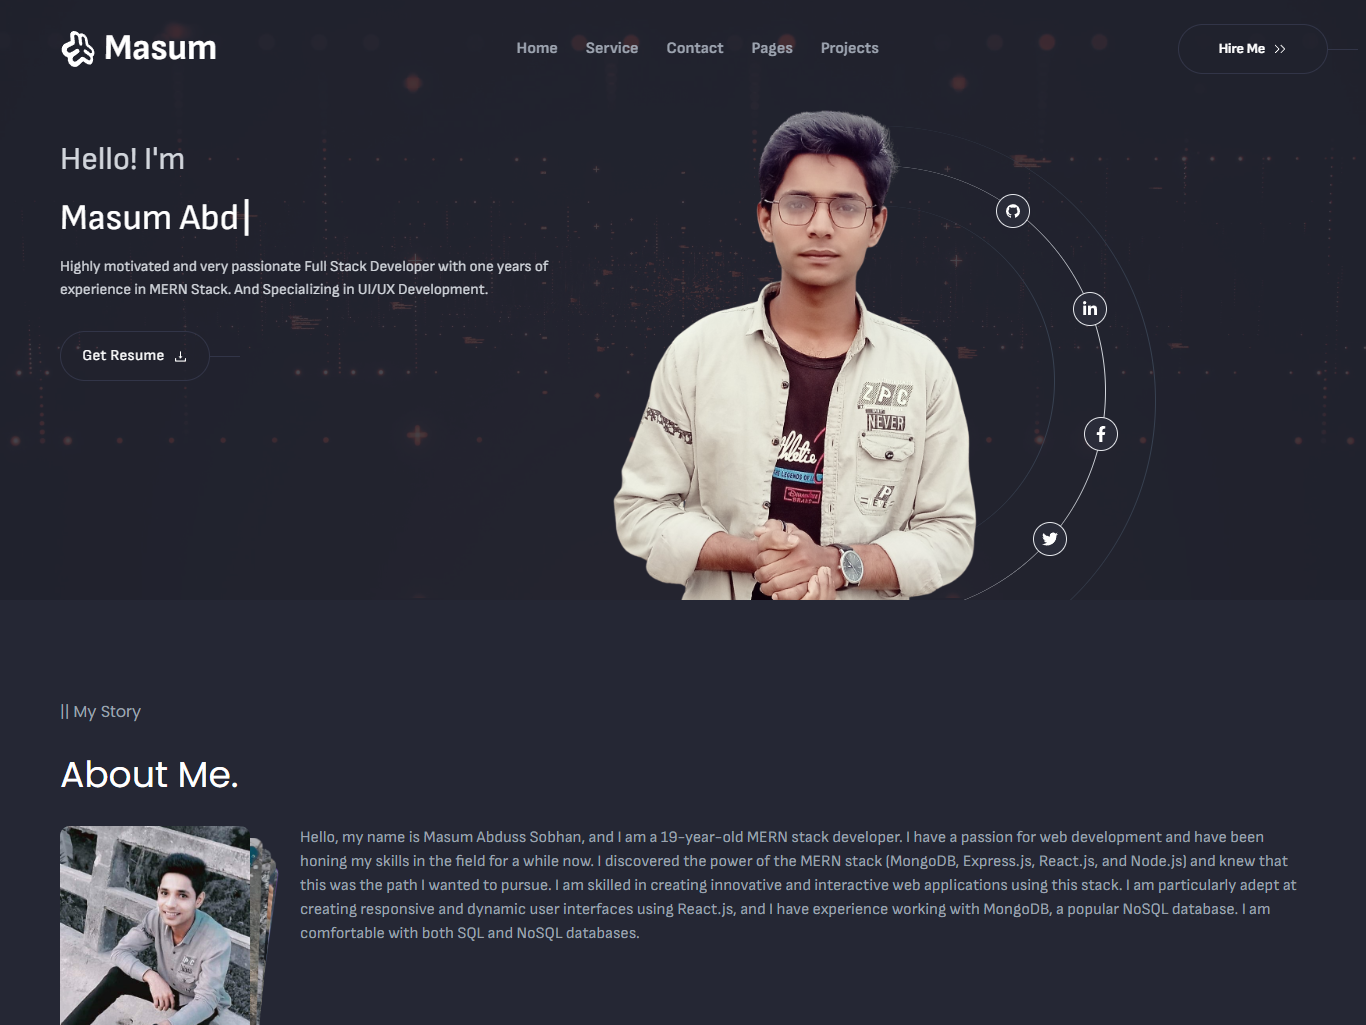 Masum
Home Service Contact Pages Projects
Hire Me
Hello! I'm
Masum Abd
Highly motivated and very passionate Full Stack Developer with one years of
experience in MERN Stack. And Specializing in UI/UX Development.
Get Resume
ZPC
NEVER
|| My Story
About Me.
Hello, my name is Masum Abduss Sobhan, and I am a 19-year-old MERN stack developer. I have a passion for web development and have been
honing my skills in the field for a while now. I discovered the power of the MERN stack (MongoDB, Express.js, React.js, and Node.js) and knew that
this was the path I wanted to pursue. I am skilled in creating innovative and interactive web applications using this stack. I am particularly adept at
creating responsive and dynamic user interfaces using React.js, and I have experience working with MongoDB, a popular NoSQL database. I am
comfortable with both SQL and NoSQL databases.